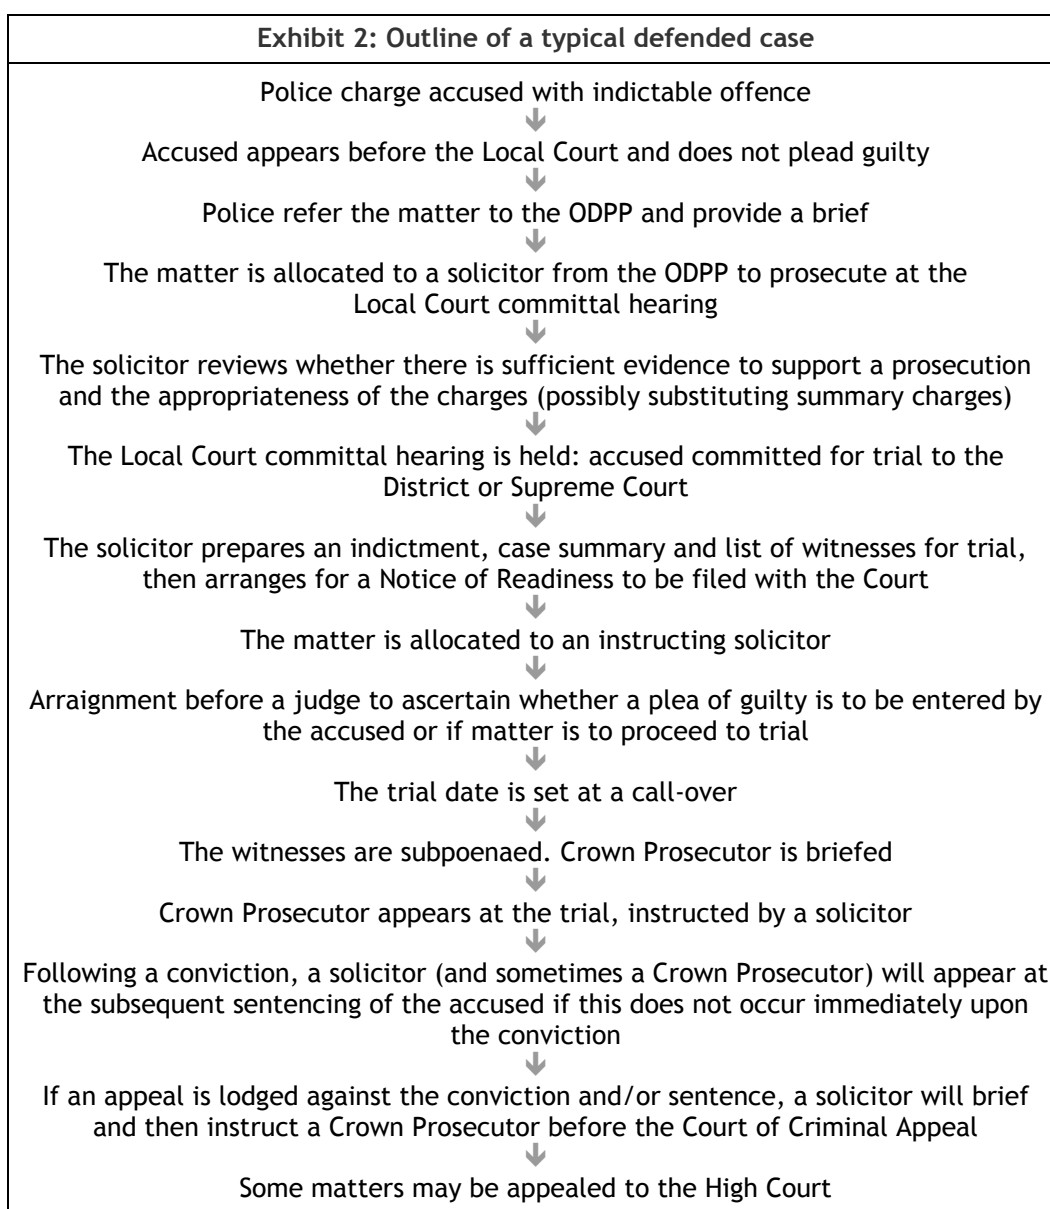 Exhibit 2: Outline of a typical defended case
Police charge accused with indictable offence
Accused appears before the Local Court and does not plead guilty
Police refer the matter to the ODPP and provide a brief
The matter is allocated to a solicitor from the ODPP to prosecute at the
Local Court committal hearing
The solicitor reviews whether there is sufficient evidence to support a prosecution
and the appropriateness of the charges (possibly substituting summary charges)
The Local Court committal hearing is held: accused committed for trial to the
District or Supreme Court
The solicitor prepares an indictment, case summary and list of witnesses for trial,
then arranges for a Notice of Readiness to be filed with the Court
The matter is allocated to an instructing solicitor
Arraignment before a judge to ascertain whether a plea of guilty is to be entered by
the accused or if matter is to proceed to trial
The trial date is set at a call-over
The witnesses are subpoenaed. Crown Prosecutor is briefed
Crown Prosecutor appears at the trial, instructed by a solicitor
Following a conviction, a solicitor (and sometimes a Crown Prosecutor) will appear at
the subsequent sentencing of the accused if this does not occur immediately upon
the conviction
If an appeal is lodged against the conviction and/or sentence, a solicitor will brief
and then instruct a Crown Prosecutor before the Court of Criminal Appeal
Some matters may be appealed to the High Court